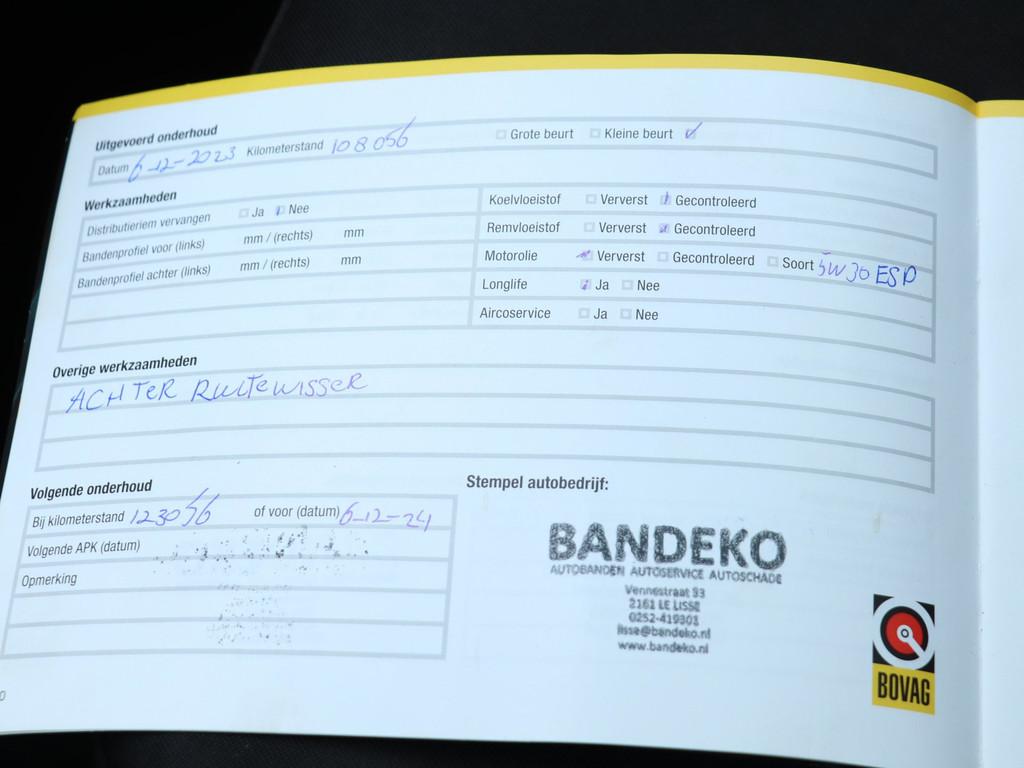 Uitgevoerd onderhoud
Datum 6-12-2023 Kilometerstand 108056 Grote beurt Kleine beurt
Werkzaamheden
Distributieriem vervangen Ja Nee
Bandenprofiel voor (links) mm / (rechts) mm
Bandenprofiel achter (links) mm / (rechts) mm
Koelvloeistof Ververst Gecontroleerd
Remvloeistof Ververst Gecontroleerd
Motorolie Ververst Gecontroleerd Soort 5W30 ESP
Longlife Ja Nee
Aircoservice Ja Nee
Overige werkzaamheden
ACHTER RUITEWISSER
Volgende onderhoud
Bij kilometerstand 123056 of voor (datum) 6-12-24
Volgende APK (datum)
Opmerking
Stempel autobedrijf:
BANDEKO
AUTOBANDEN AUTOSERVICE AUTOSCHADE
Vennestraat 33
2161 LE LISSE
0252-419303
lisse@bandeko.nl
www.bandeko.nl
BOVAG